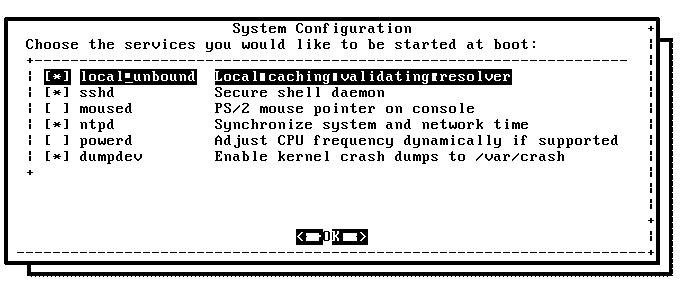 System Configuration
Choose the services you would like to be started at boot:
[*] local_unbound Local caching validating resolver
[*] sshd Secure shell daemon
[ ] moused PS/2 mouse pointer on console
[*] ntpd Synchronize system and network time
[ ] powerd Adjust CPU frequency dynamically if supported
[*] dumpdev Enable kernel crash dumps to /var/crash
< OK >